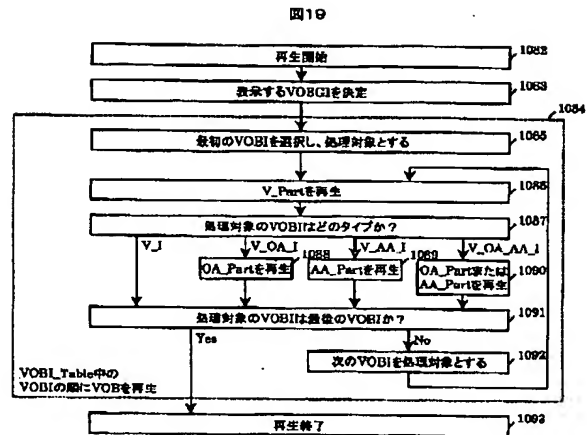 図19
再生開始
1082
表示するVOBGIを決定
1083
1084
最初のVOBIを選択し、処理対象とする
1085
V_Partを再生
1086
処理対象のVOBIはどのタイプか?
1087
V_I
V_OA_I
V_AA_I
V_OA_AA_I
1088
1089
OA_Partを再生
AA_Partを再生
OA_Partまたは
AA_Partを再生
1090
処理対象のVOBIは最後のVOBIか?
1091
Yes
No
次のVOBIを処理対象とする
1092
VOBI_Table中の
VOBIの順にVOBを再生
再生終了
1093